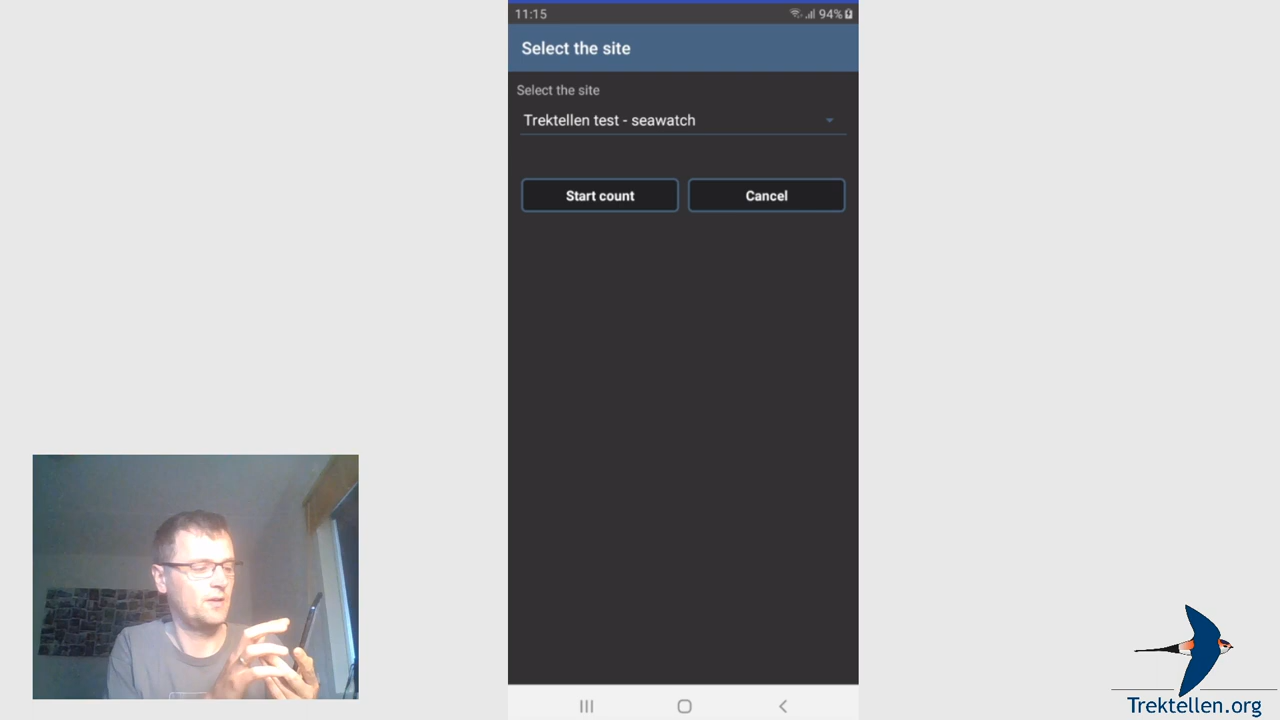 11:15
94%
Select the site
Select the site
Trektellen test - seawatch
Start count
Cancel
Trektellen.org